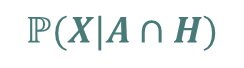 ℙ(X|A ∩ H)